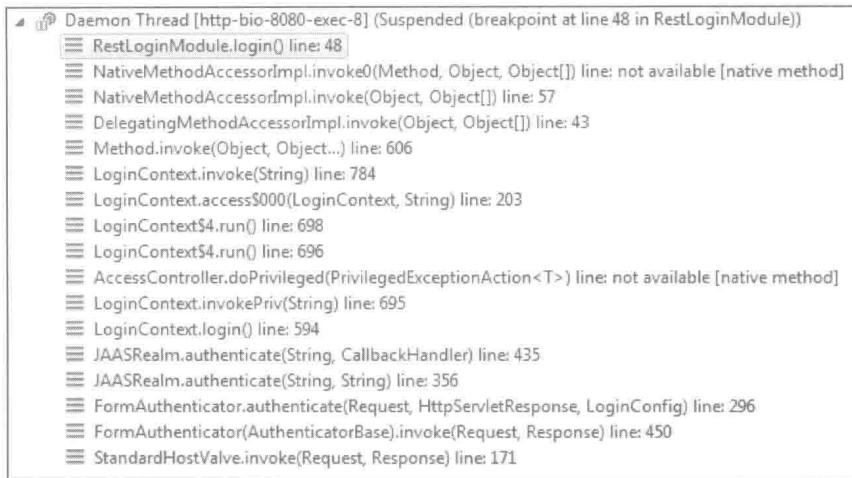 Daemon Thread [http-bio-8080-exec-8] (Suspended (breakpoint at line 48 in RestLoginModule))
RestLoginModule.login() line: 48
NativeMethodAccessorImpl.invoke0(Method, Object, Object[]) line: not available [native method]
NativeMethodAccessorImpl.invoke(Object, Object[]) line: 57
DelegatingMethodAccessorImpl.invoke(Object, Object[]) line: 43
Method.invoke(Object, Object...) line: 606
LoginContext.invoke(String) line: 784
LoginContext.access$000(LoginContext, String) line: 203
LoginContext$4.run() line: 698
LoginContext$4.run() line: 696
AccessController.doPrivileged(PrivilegedExceptionAction<T>) line: not available [native method]
LoginContext.invokePriv(String) line: 695
LoginContext.login() line: 594
JAASRealm.authenticate(String, CallbackHandler) line: 435
JAASRealm.authenticate(String, String) line: 356
FormAuthenticator.authenticate(Request, HttpServletResponse, LoginConfig) line: 296
FormAuthenticator(AuthenticatorBase).invoke(Request, Response) line: 450
StandardHostValve.invoke(Request, Response) line: 171